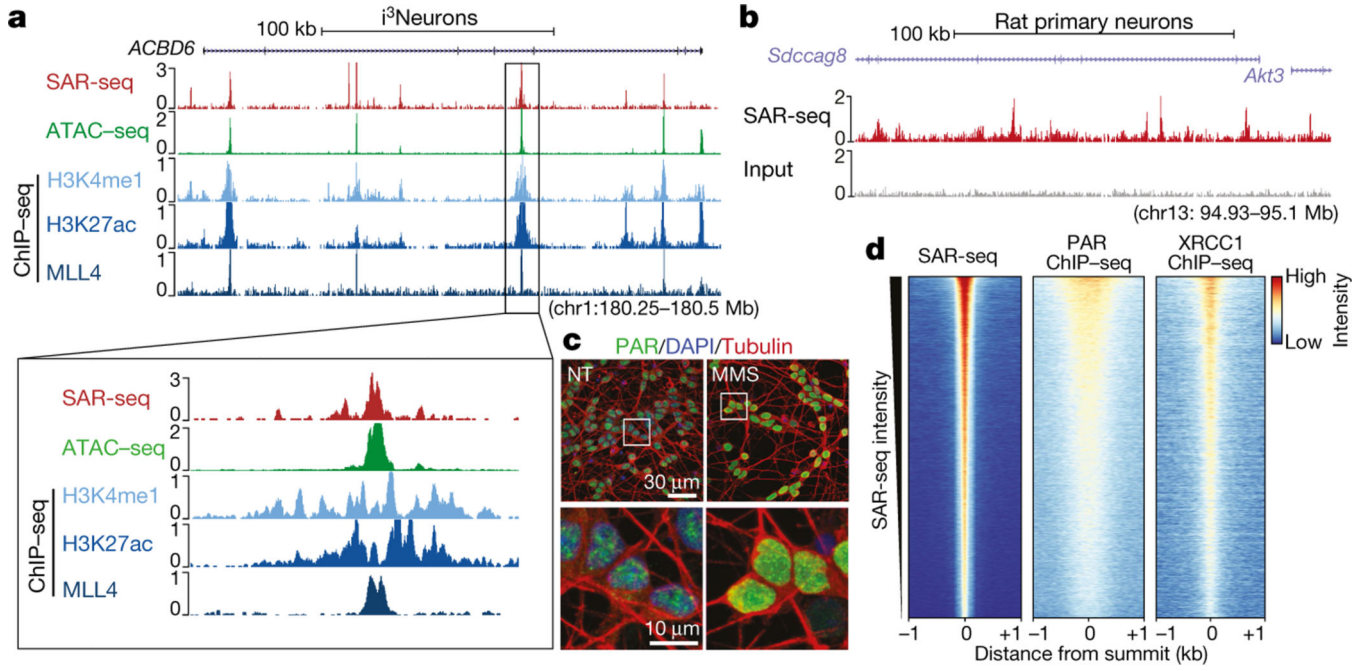 a
i³Neurons
100 kb
ACBD6
SAR-seq
3
0
ATAC–seq
2
0
ChIP–seq
H3K4me1
1
0
H3K27ac
1
0
MLL4
1
0
(chr1:180.25–180.5 Mb)
SAR-seq
3
0
ATAC–seq
2
0
ChIP–seq
H3K4me1
1
0
H3K27ac
1
0
MLL4
1
0
b
Rat primary neurons
100 kb
Sdccag8
Akt3
SAR-seq
2
0
Input
2
0
(chr13: 94.93–95.1 Mb)
c
PAR/DAPI/Tubulin
NT
MMS
30 μm
10 μm
d
SAR-seq
PAR
ChIP–seq
XRCC1
ChIP–seq
High
Low
Intensity
SAR-seq intensity
−1 0 +1
−1 0 +1
−1 0 +1
Distance from summit (kb)